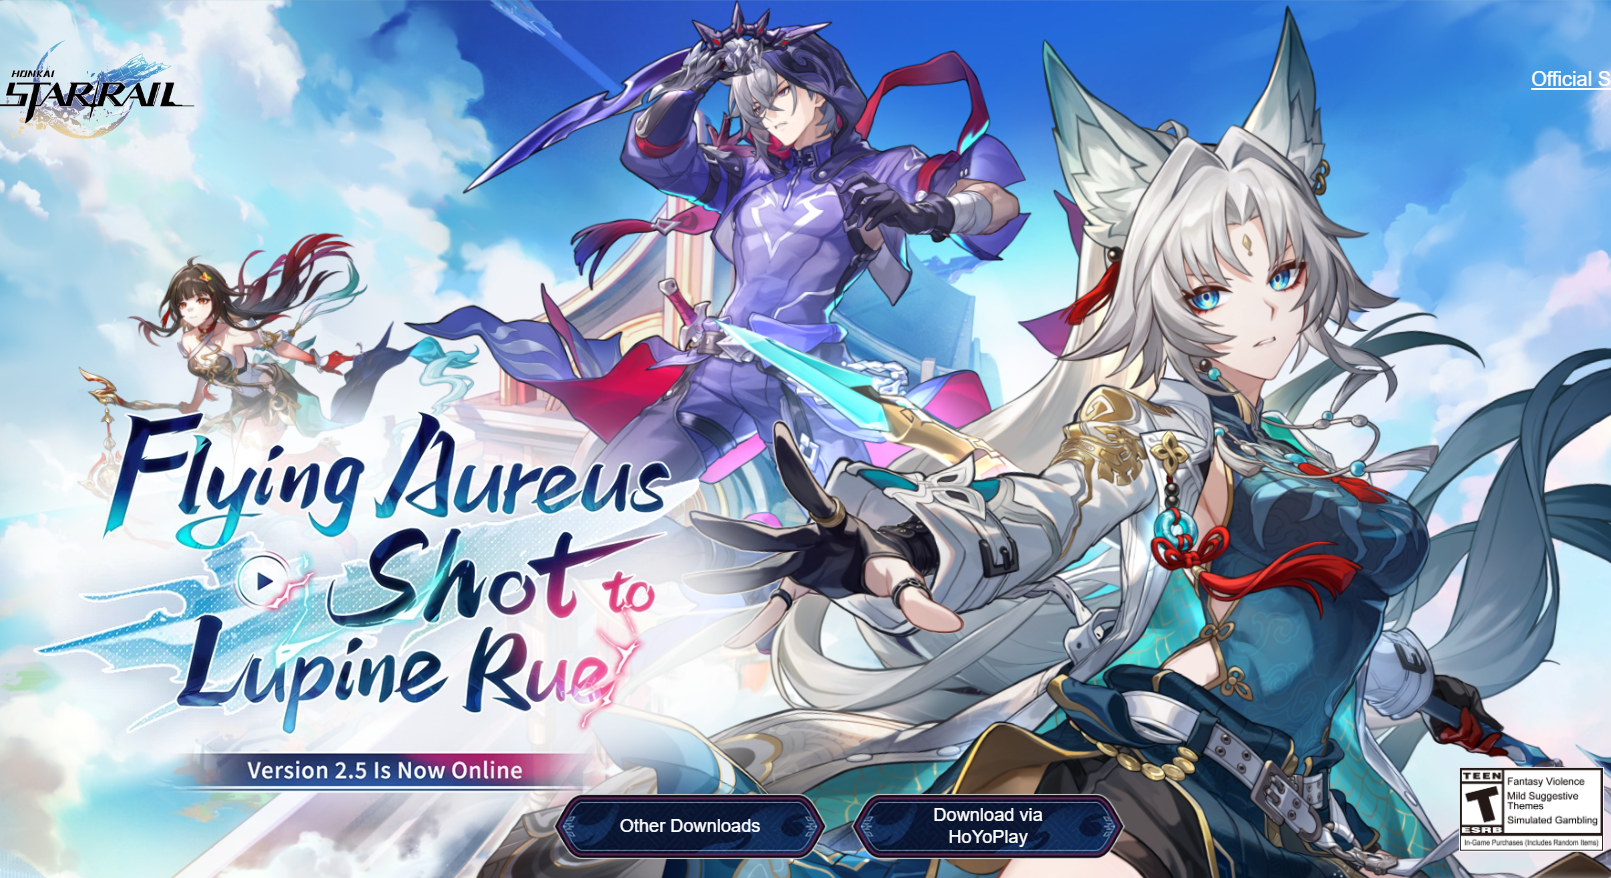 HONKAI
STAR RAIL
Official S
Flying Aureus
Shot to
Lupine Rue
Version 2.5 Is Now Online
Other Downloads
Download via
HoYoPlay
TEEN
T
ESRB
Fantasy Violence
Mild Suggestive
Themes
Simulated Gambling
In-Game Purchases (Includes Random Items)